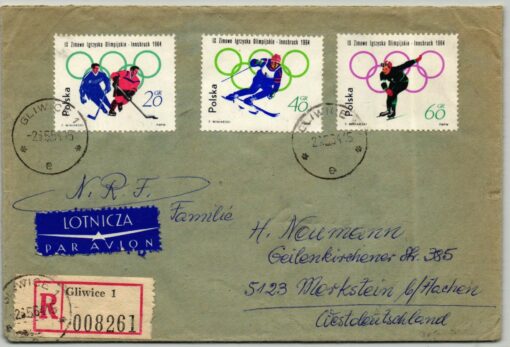 IX Zimowe Igrzyska Olimpijskie - Innsbruck 1964
Polska
20 GR
IX Zimowe Igrzyska Olimpijskie - Innsbruck 1964
Polska
40 GR
IX Zimowe Igrzyska Olimpijskie - Innsbruck 1964
Polska
60 GR
GLIWICE 1
e
GLIWICE
e
N. R. F.
LOTNICZA
PAR AVION
Familie
H. Neumann
Geilenkirchener Str. 385
5123 Merkstein b/Aachen
Westdeutschland
GLIWICE
R
Gliwice 1
008261